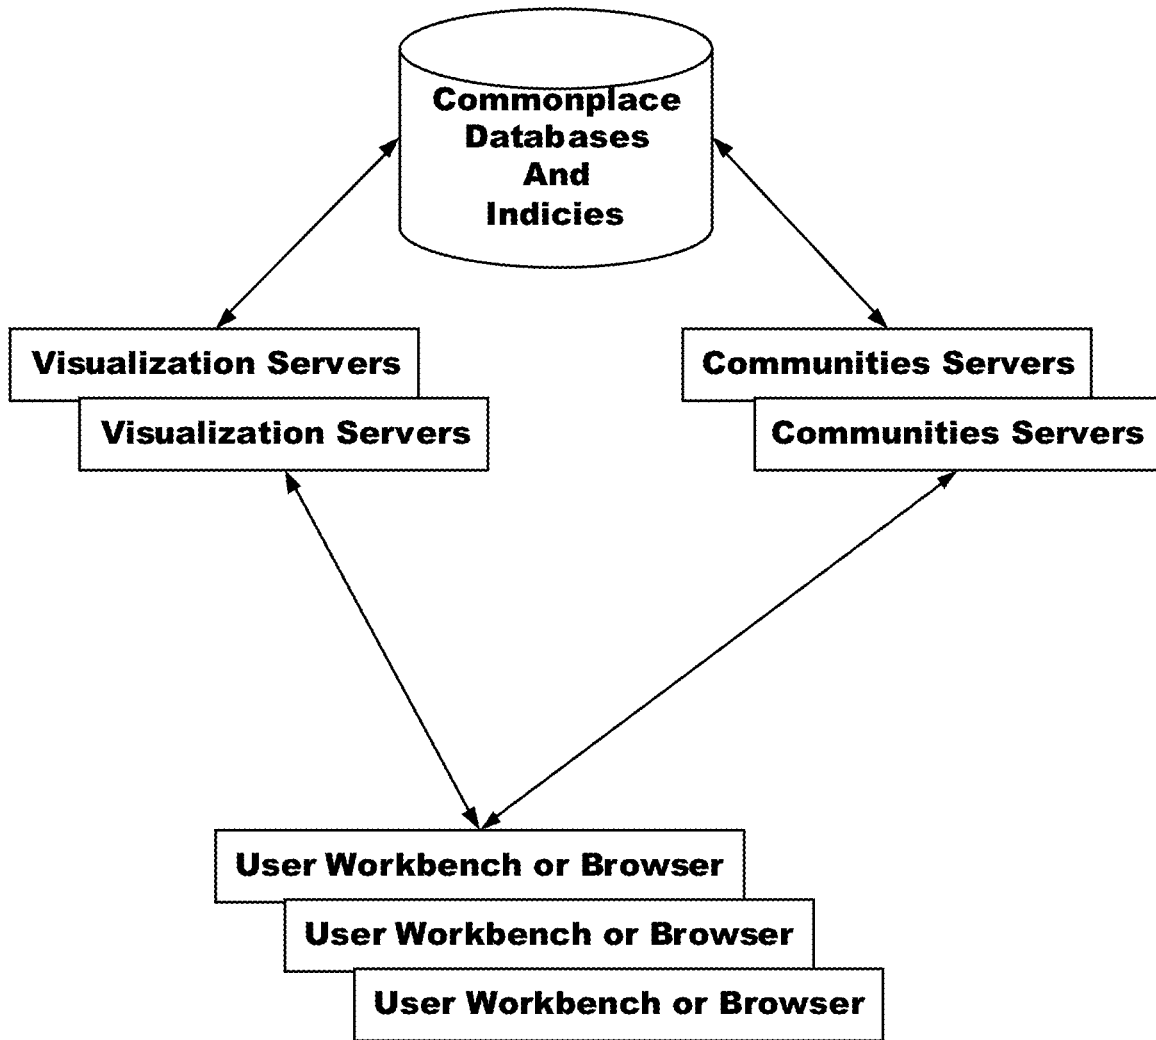 Commonplace
Databases
And
Indicies
Visualization Servers
Visualization Servers
Communities Servers
Communities Servers
User Workbench or Browser
User Workbench or Browser
User Workbench or Browser